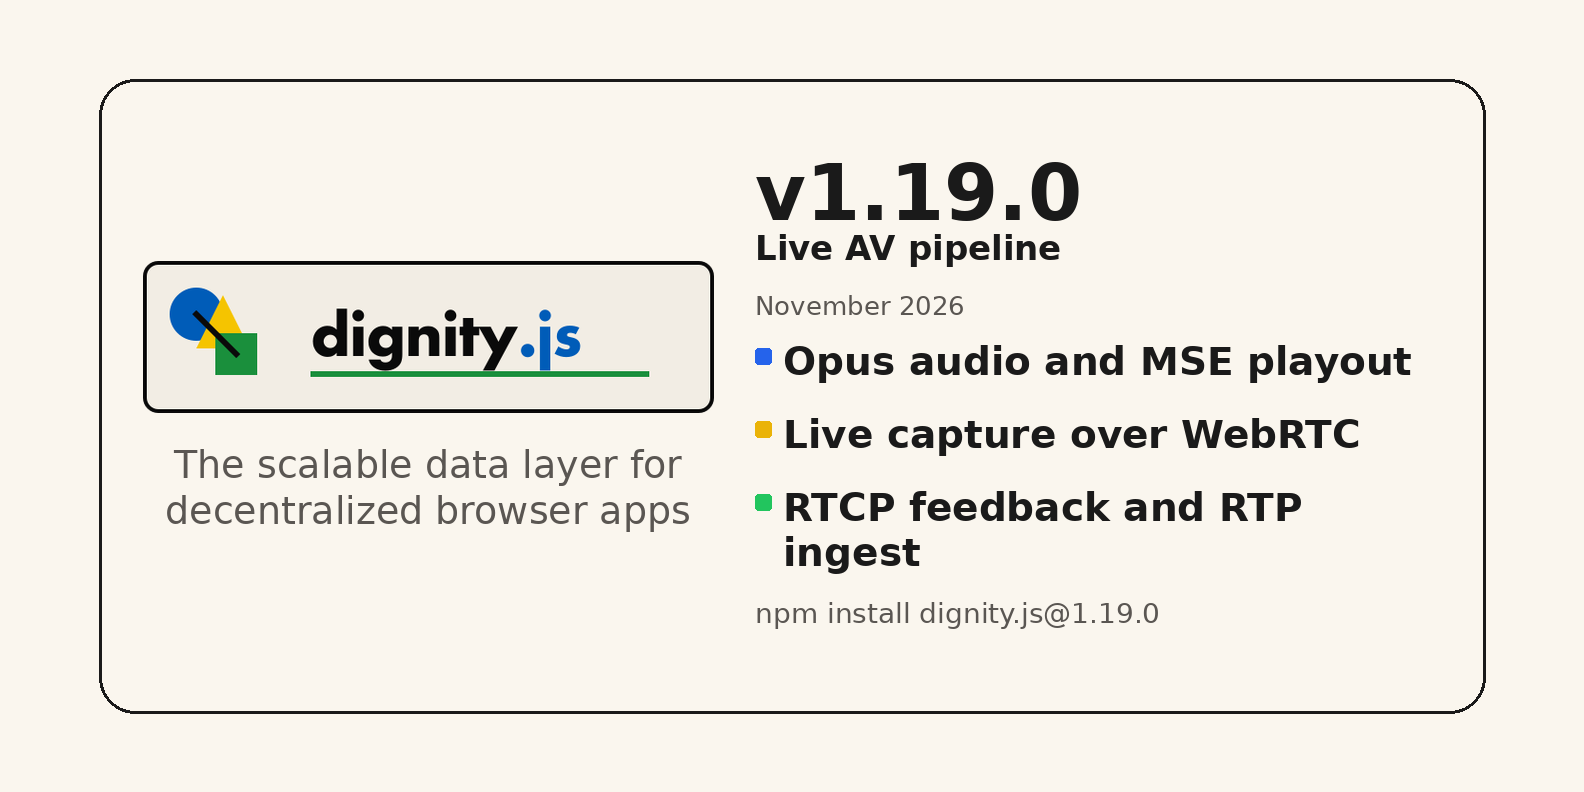 dignity.js
The scalable data layer for
decentralized browser apps
v1.19.0
Live AV pipeline
November 2026
Opus audio and MSE playout
Live capture over WebRTC
RTCP feedback and RTP
ingest
npm install dignity.js@1.19.0